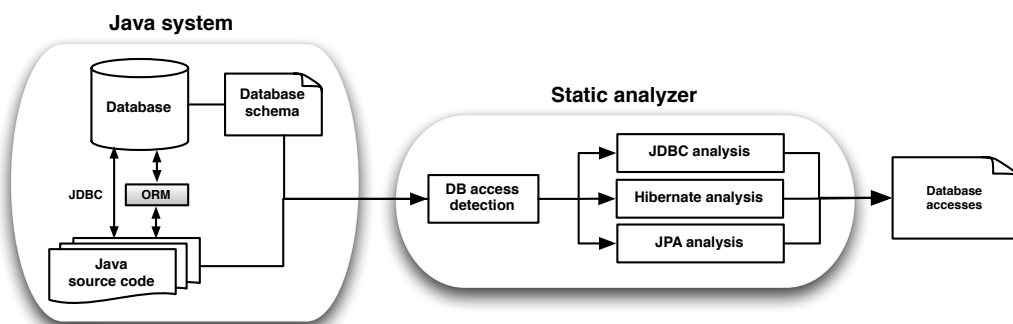 Java system
Database
Database
schema
JDBC
ORM
Java
source code
Static analyzer
DB access
detection
JDBC analysis
Hibernate analysis
JPA analysis
Database
accesses